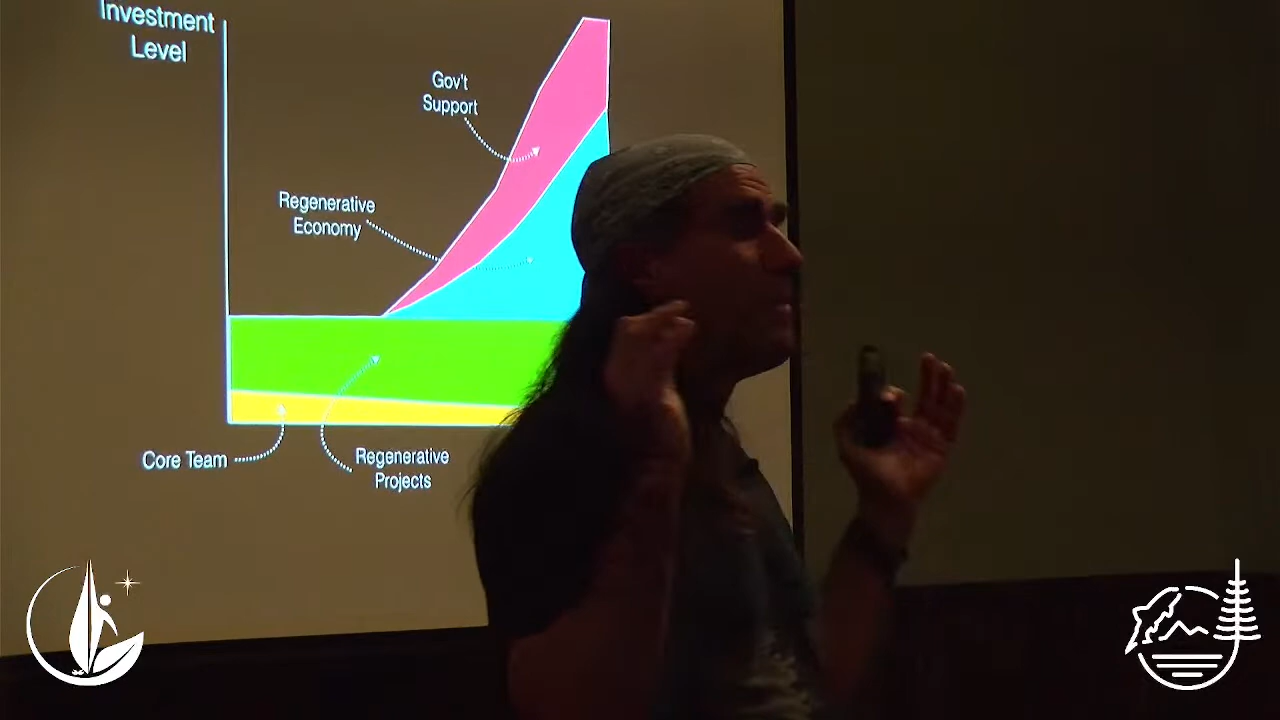 Investment
Level
Gov't
Support
Regenerative
Economy
Core Team
Regenerative
Projects